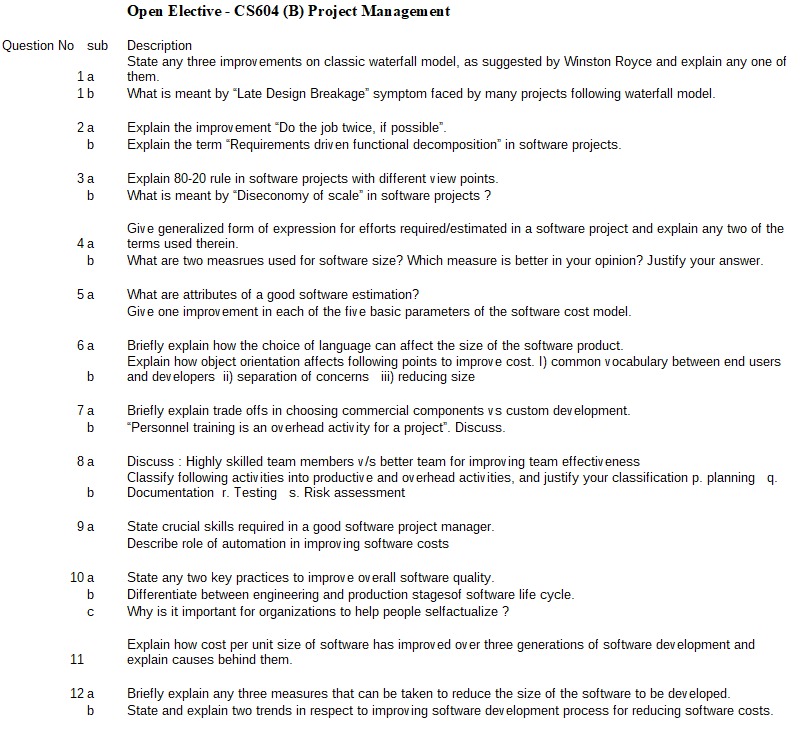 Open Elective - CS604 (B) Project Management
Question No sub Description
State any three improvements on classic waterfall model, as suggested by Winston Royce and explain any one of
1 a them.
1 b What is meant by "Late Design Breakage" symptom faced by many projects following waterfall model.
2 a Explain the improvement "Do the job twice, if possible".
b Explain the term "Requirements driven functional decomposition" in software projects.
3 a Explain 80-20 rule in software projects with different view points.
b What is meant by "Diseconomy of scale" in software projects ?
Give generalized form of expression for efforts required/estimated in a software project and explain any two of the
4 a terms used therein.
b What are two measrues used for software size? Which measure is better in your opinion? Justify your answer.
5 a What are attributes of a good software estimation?
Give one improvement in each of the five basic parameters of the software cost model.
6 a Briefly explain how the choice of language can affect the size of the software product.
Explain how object orientation affects following points to improve cost. I) common vocabulary between end users
b and developers ii) separation of concerns iii) reducing size
7 a Briefly explain trade offs in choosing commercial components vs custom development.
b "Personnel training is an overhead activity for a project". Discuss.
8 a Discuss : Highly skilled team members v/s better team for improving team effectiveness
Classify following activities into productive and overhead activities, and justify your classification p. planning q.
b Documentation r. Testing s. Risk assessment
9 a State crucial skills required in a good software project manager.
Describe role of automation in improving software costs
10 a State any two key practices to improve overall software quality.
b Differentiate between engineering and production stagesof software life cycle.
c Why is it important for organizations to help people selfactualize ?
Explain how cost per unit size of software has improved over three generations of software development and
11 explain causes behind them.
12 a Briefly explain any three measures that can be taken to reduce the size of the software to be developed.
b State and explain two trends in respect to improving software development process for reducing software costs.